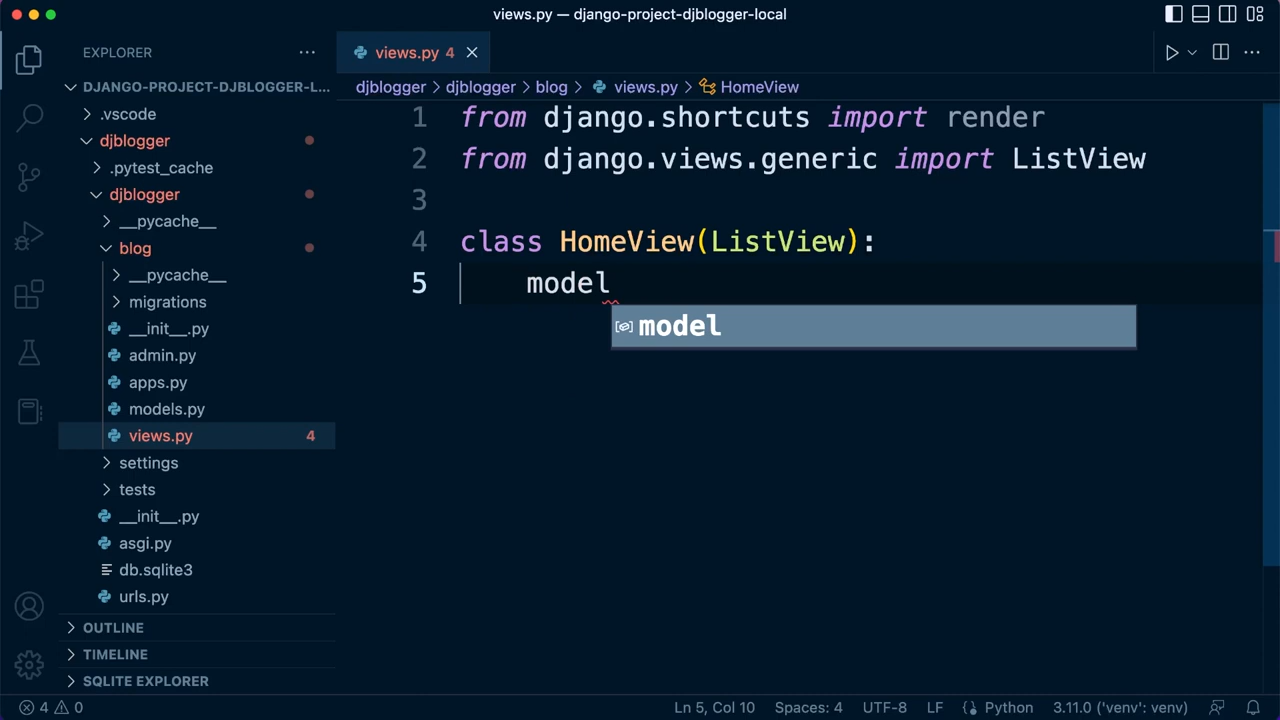 views.py — django-project-djblogger-local
EXPLORER
views.py 4
DJANGO-PROJECT-DJBLOGGER-L...
djblogger > djblogger > blog > views.py > HomeView
.vscode
djblogger
.pytest_cache
djblogger
__pycache__
blog
__pycache__
migrations
__init__.py
admin.py
apps.py
models.py
views.py 4
settings
tests
__init__.py
asgi.py
db.sqlite3
urls.py
OUTLINE
TIMELINE
SQLITE EXPLORER
1 from django.shortcuts import render
2 from django.views.generic import ListView
3
4 class HomeView(ListView):
5 model
model
4 0
Ln 5, Col 10 Spaces: 4 UTF-8 LF Python 3.11.0 ('venv': venv)